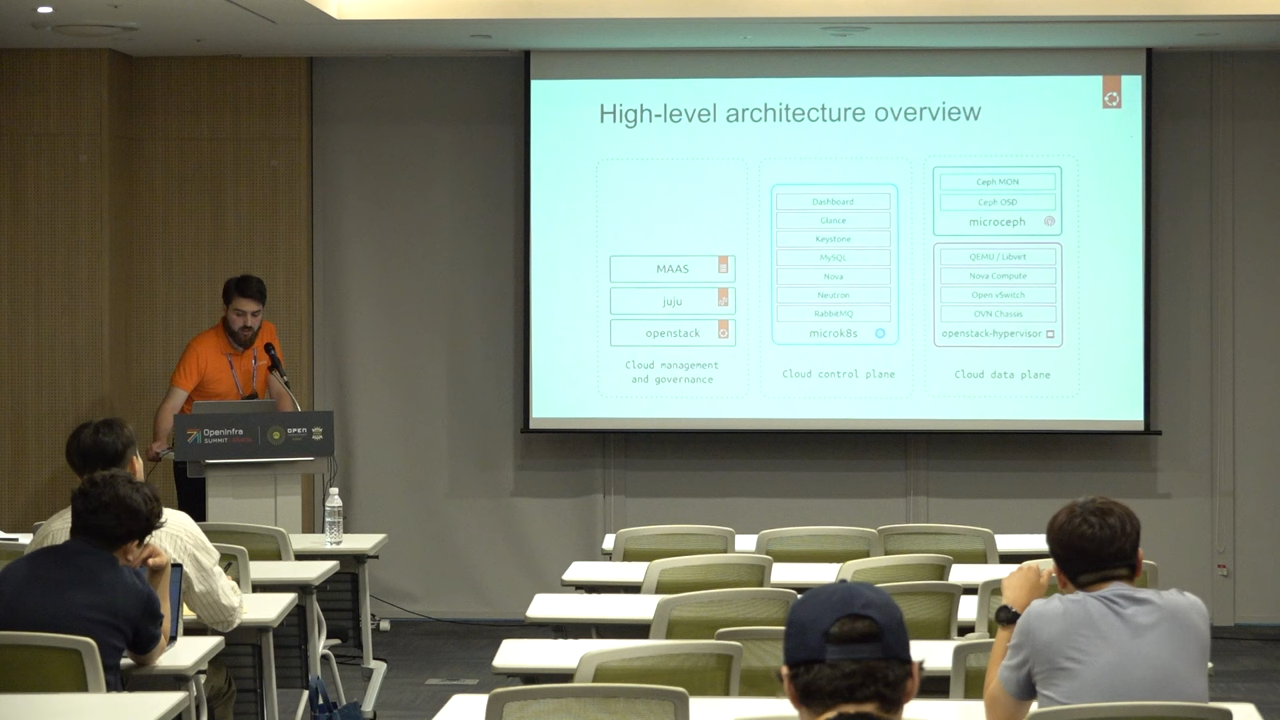 High-level architecture overview
MAAS
juju
openstack
Cloud management
and governance
Dashboard
Glance
Keystone
MySQL
Nova
Neutron
RabbitMQ
microk8s
Cloud control plane
Ceph MON
Ceph OSD
microceph
QEMU / Libvirt
Nova Compute
Open vSwitch
OVN Chassis
openstack-hypervisor
Cloud data plane
OpenInfra
SUMMIT
OPEN